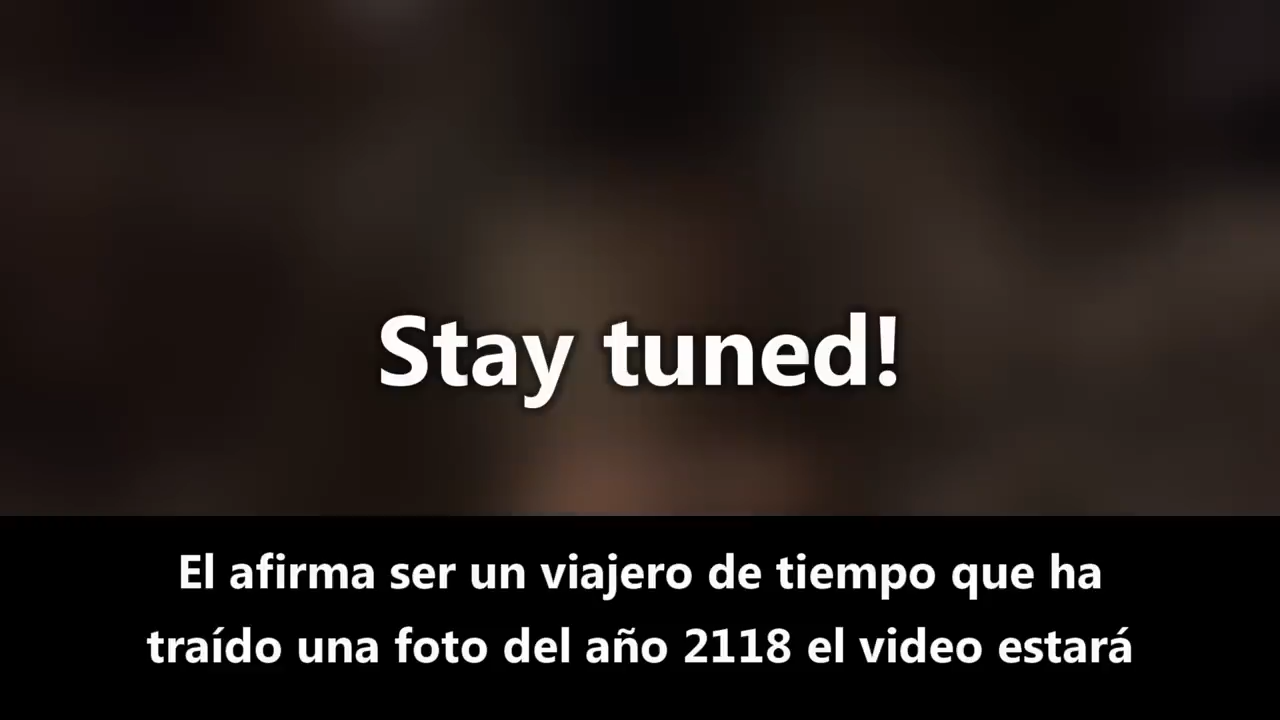 Stay tuned!
El afirma ser un viajero de tiempo que ha
traído una foto del año 2118 el video estará